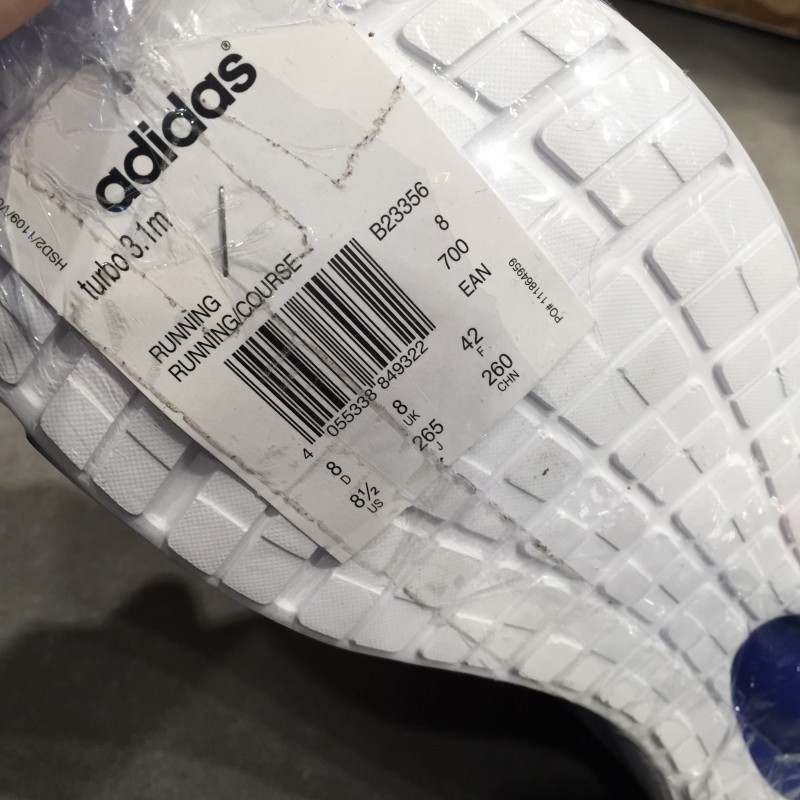 adidas®
turbo 3.1m
RUNNING
RUNNING/COURSE
B23356
8
700
EAN
4 055338 849322
8
D
8
UK
42
F
8½
US
265
J
260
CHN
PO# 11864959